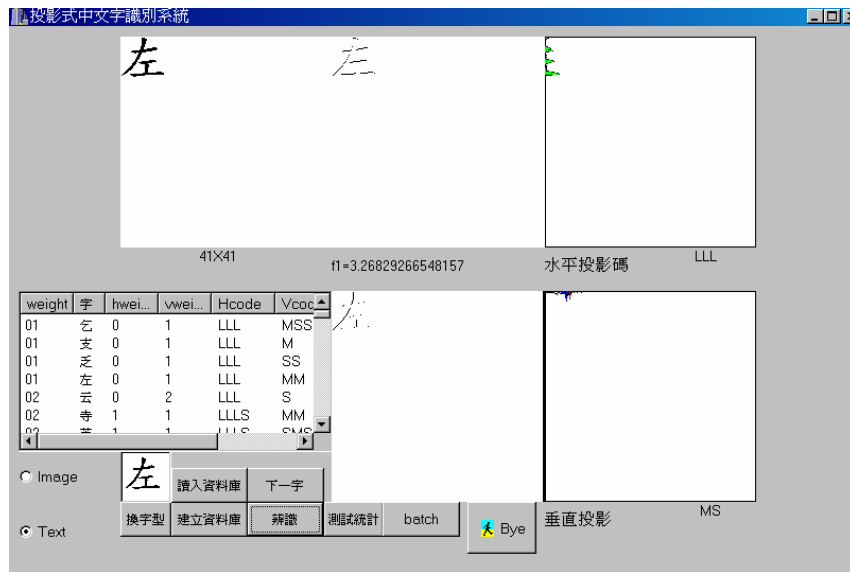 投影式中文字識別系統
左 左
41X41
f1=3.26829266548157
水平投影碼 LLL
weight 字 hwei... vwei... Hcode Vcoc
01 乞 0 1 LLL MSS
01 支 0 1 LLL M
01 乏 0 1 LLL SS
01 左 0 1 LLL MM
02 云 0 2 LLL S
02 寺 1 1 LLLS MM
左
Image
左 讀入資料庫 下一字
Text
換字型 建立資料庫 辨識 測試統計 batch Bye
垂直投影 MS